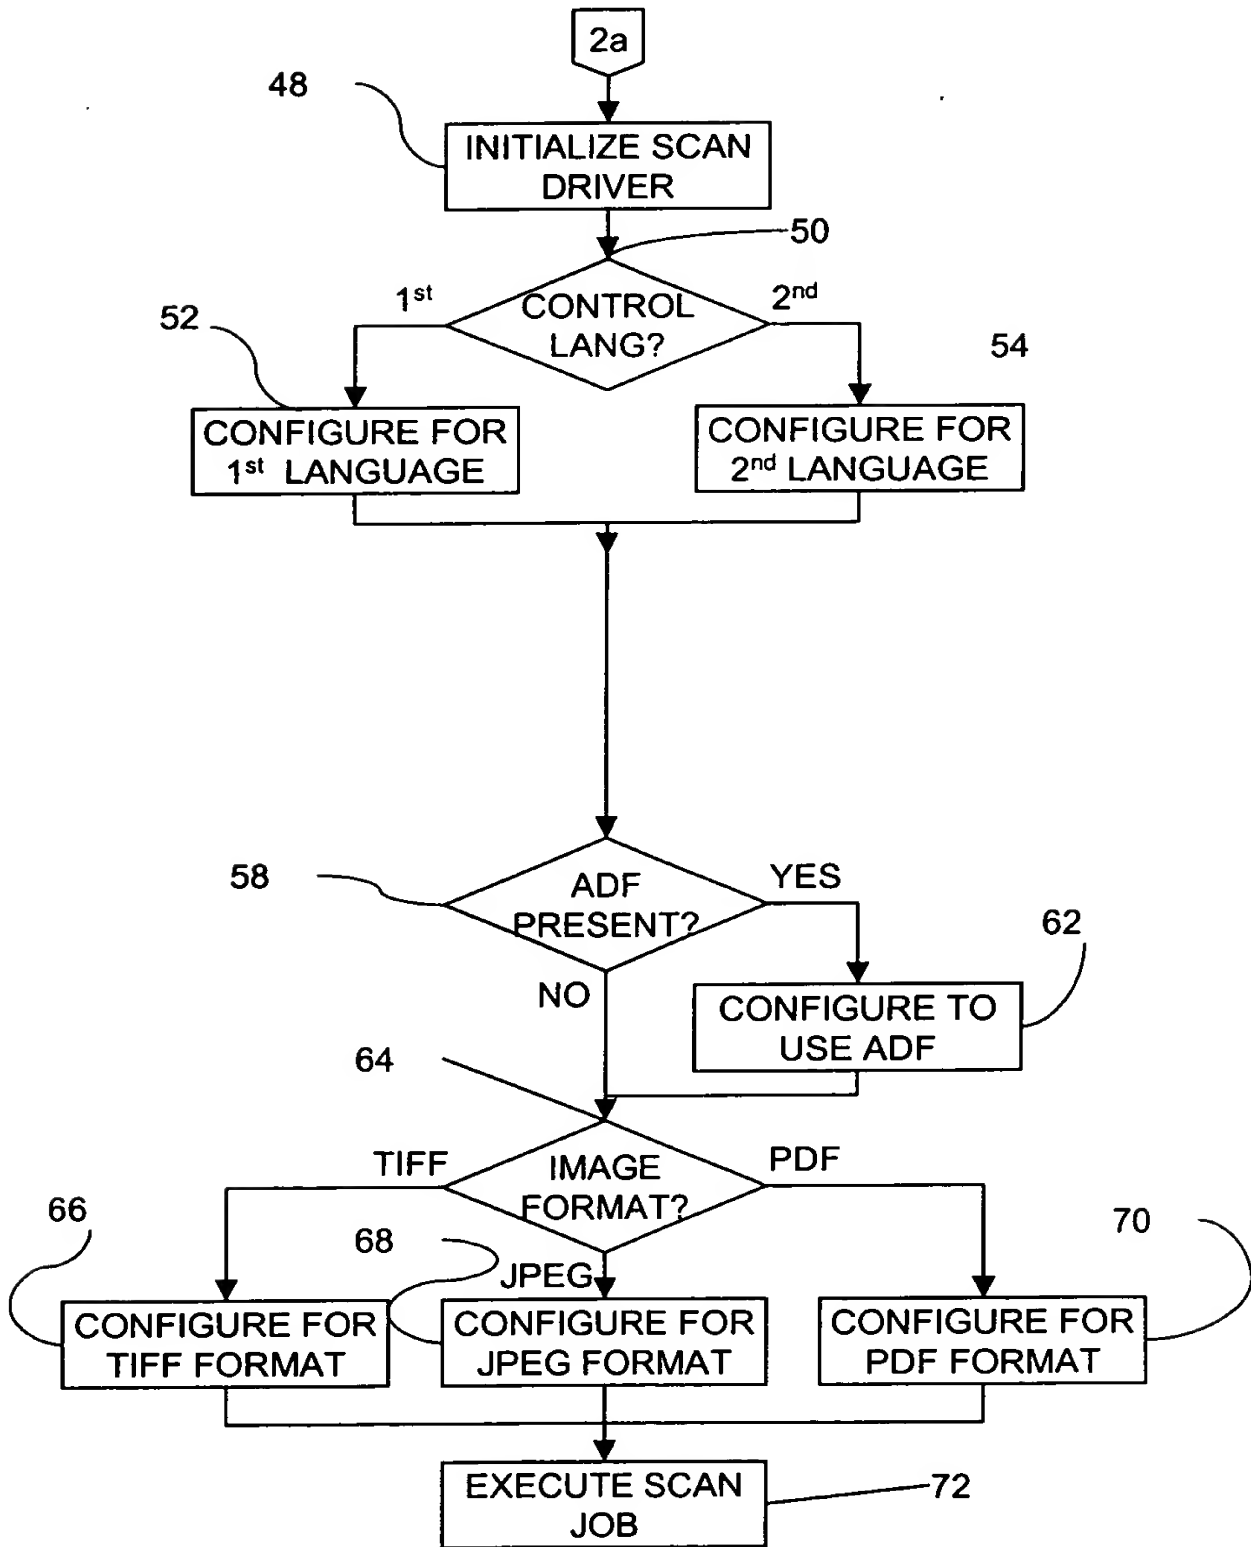 2a
48
INITIALIZE SCAN
DRIVER
50
1st
CONTROL
LANG?
2nd
52
54
CONFIGURE FOR
1st LANGUAGE
CONFIGURE FOR
2nd LANGUAGE
58
ADF
PRESENT?
YES
62
NO
CONFIGURE TO
USE ADF
64
TIFF
IMAGE
FORMAT?
PDF
66
68
70
JPEG
CONFIGURE FOR
TIFF FORMAT
CONFIGURE FOR
JPEG FORMAT
CONFIGURE FOR
PDF FORMAT
EXECUTE SCAN
JOB
72